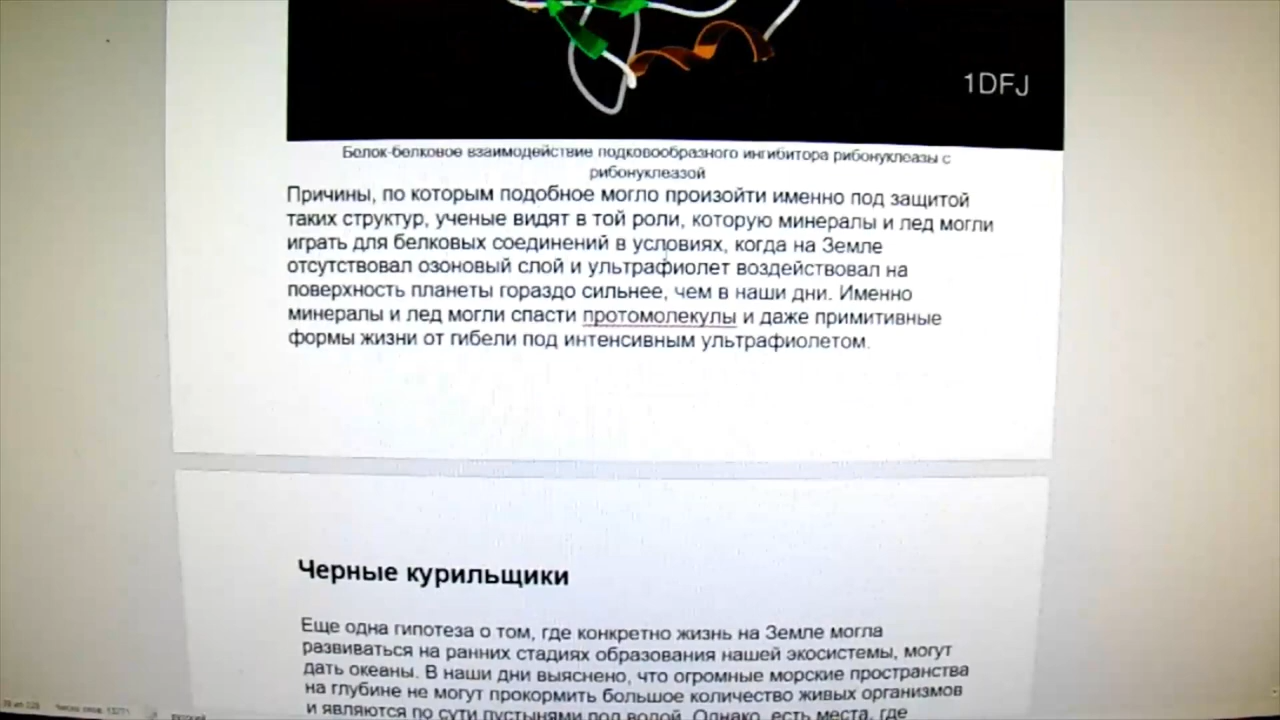 1DFJ
Белок-белковое взаимодействие подковообразного ингибитора рибонуклеазы с
рибонуклеазой
Причины, по которым подобное могло произойти именно под защитой
таких структур, ученые видят в той роли, которую минералы и лед могли
играть для белковых соединений в условиях, когда на Земле
отсутствовал озоновый слой и ультрафиолет воздействовал на
поверхность планеты гораздо сильнее, чем в наши дни. Именно
минералы и лед могли спасти протомолекулы и даже примитивные
формы жизни от гибели под интенсивным ультрафиолетом.
Черные курильщики
Еще одна гипотеза о том, где конкретно жизнь на Земле могла
развиваться на ранних стадиях образования нашей экосистемы, могут
дать океаны. В наши дни выяснено, что огромные морские пространства
на глубине не могут прокормить большое количество живых организмов
и являются по сути пустынями под водой. Однако, есть места, где
Число слов:
русский